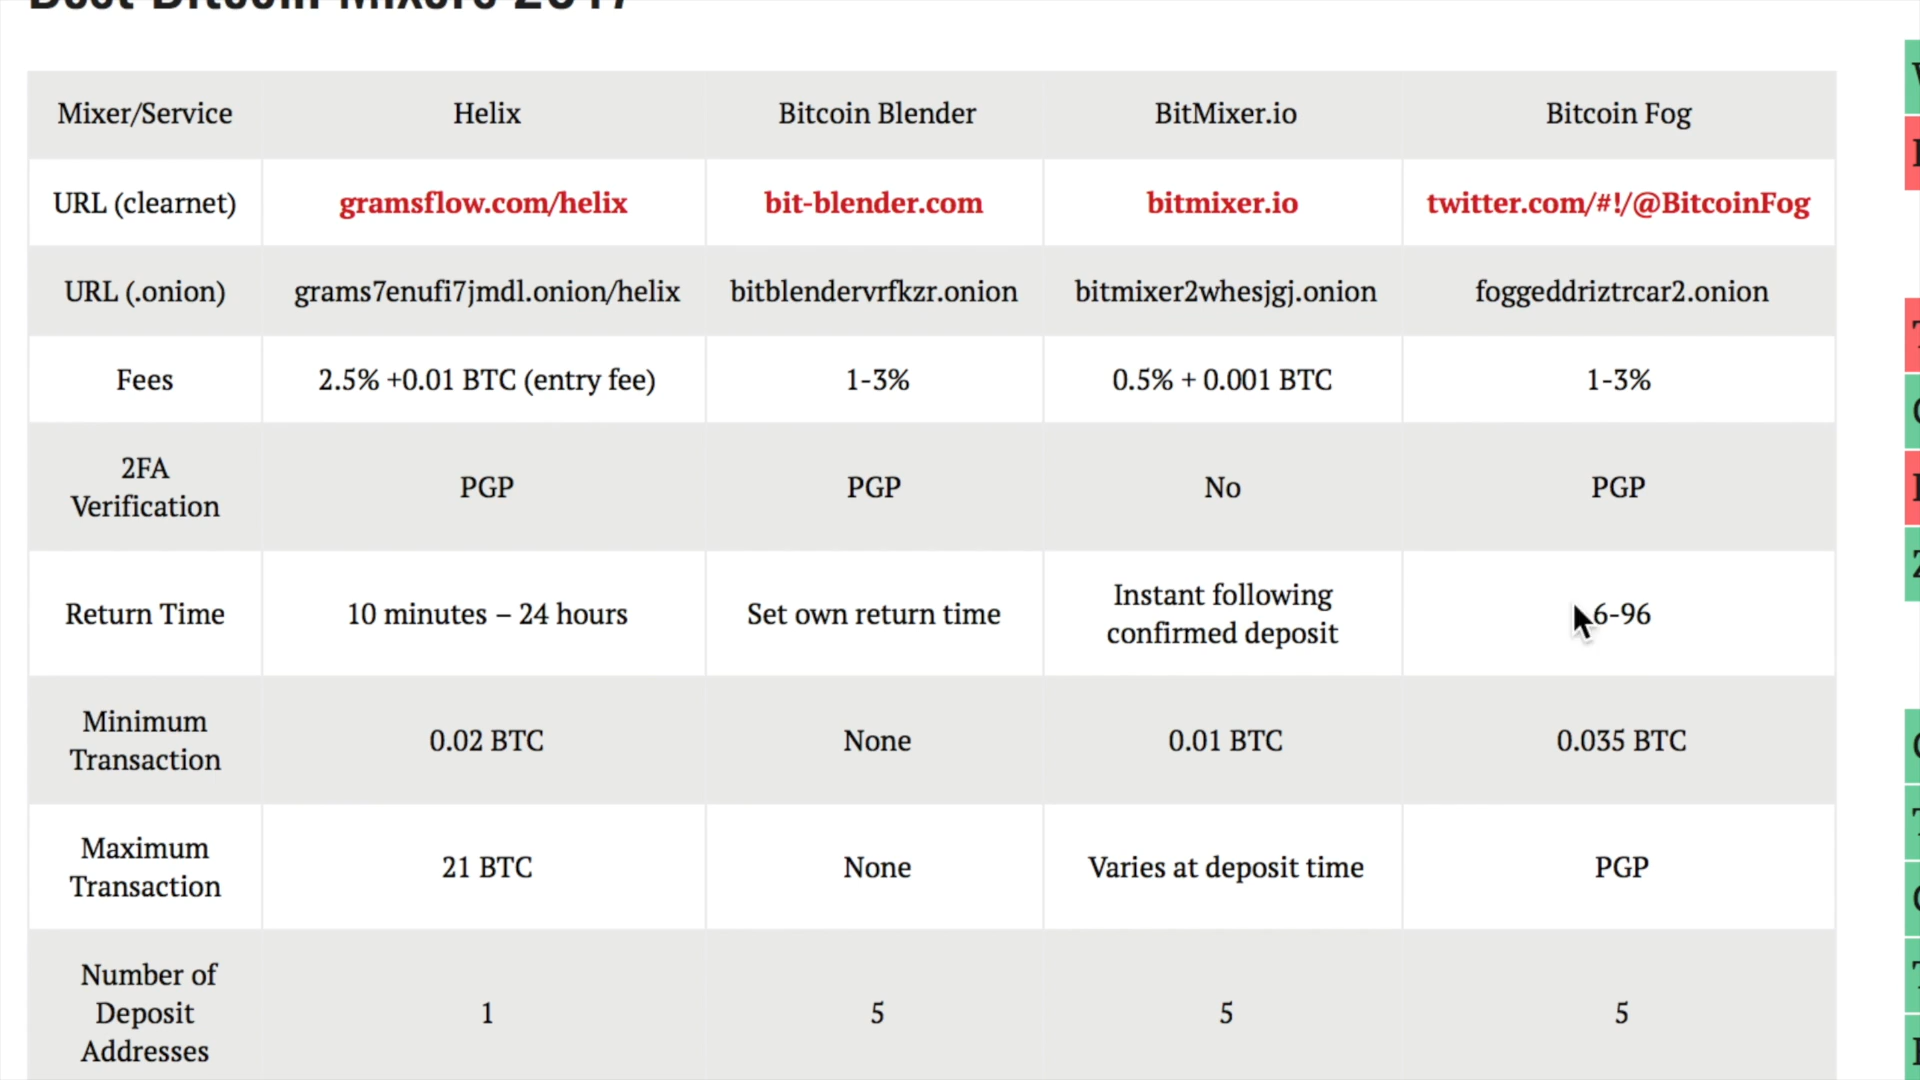 Best Bitcoin Mixers 2017
Mixer/Service Helix Bitcoin Blender BitMixer.io Bitcoin Fog
URL (clearnet) gramsflow.com/helix bit-blender.com bitmixer.io twitter.com/#!/@BitcoinFog
URL (.onion) grams7enufi7jmdl.onion/helix bitblendervrfkzr.onion bitmixer2whesjgj.onion foggeddriztrcar2.onion
Fees 2.5% +0.01 BTC (entry fee) 1-3% 0.5% + 0.001 BTC 1-3%
2FA
Verification PGP PGP No PGP
Return Time 10 minutes – 24 hours Set own return time Instant following
confirmed deposit 6-96
Minimum
Transaction 0.02 BTC None 0.01 BTC 0.035 BTC
Maximum
Transaction 21 BTC None Varies at deposit time PGP
Number of
Deposit
Addresses 1 5 5 5